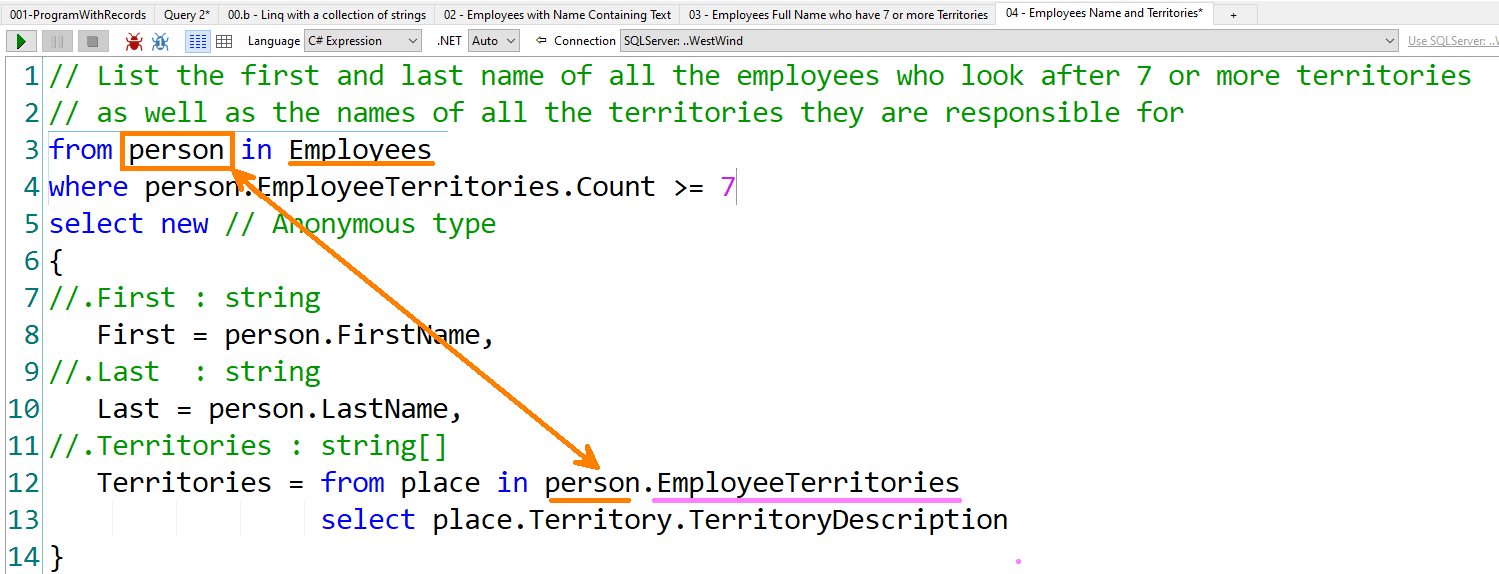 001-ProgramWithRecords Query 2* 00.b - Linq with a collection of strings 02 - Employees with Name Containing Text 03 - Employees Full Name who have 7 or more Territories 04 - Employees Name and Territories* +
Language C# Expression .NET Auto Connection SQLServer: ..WestWind Use SQLServer: ..W
1 // List the first and last name of all the employees who look after 7 or more territories
2 // as well as the names of all the territories they are responsible for
3 from person in Employees
4 where person.EmployeeTerritories.Count >= 7
5 select new // Anonymous type
6 {
7 //.First : string
8 First = person.FirstName,
9 //.Last  : string
10 Last = person.LastName,
11 //.Territories : string[]
12 Territories = from place in person.EmployeeTerritories
13 select place.Territory.TerritoryDescription
14 }